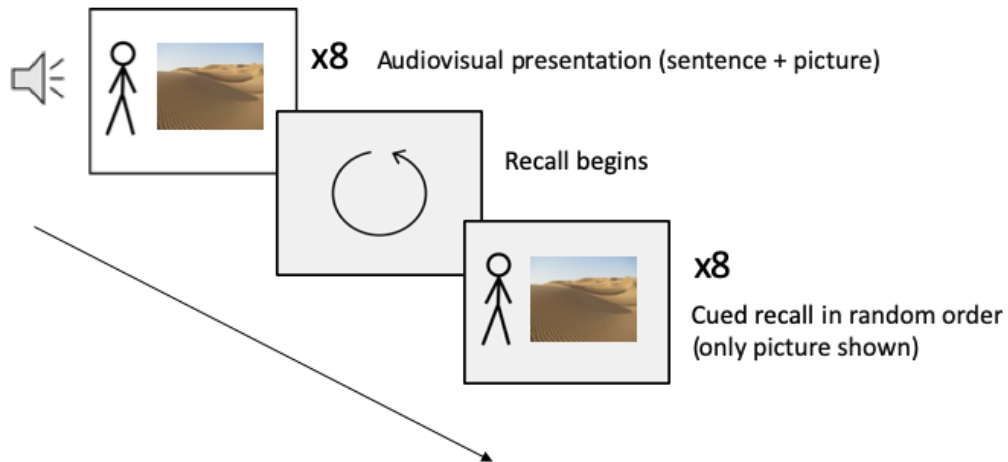 x8 Audiovisual presentation (sentence + picture)
Recall begins
x8
Cued recall in random order
(only picture shown)